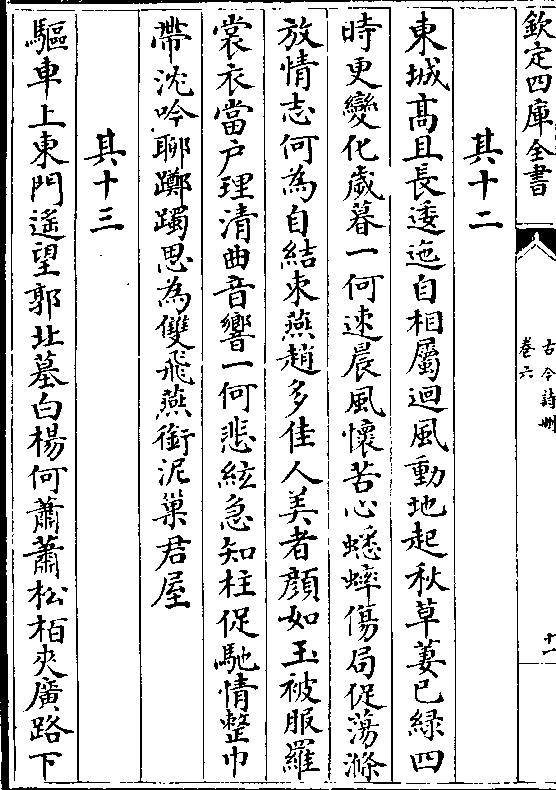 欽定四庫全書
古今詩刪
卷六
十一
其十二
東城髙且長逶迤自相屬迴風動地起秋草萋已緑四
時更變化歲暮一何速晨風懷苦心蟋蟀傷局促蕩滌
放情志何為自結束燕趙多佳人美者顔如玉被服羅
裳衣當户理清曲音響一何悲絃急知柱促馳情整巾
帶沈吟聊躑躅思為雙飛燕銜泥巢君屋
其十三
驅車上東門遥望郭北墓白楊何蕭蕭松栢夾廣路下